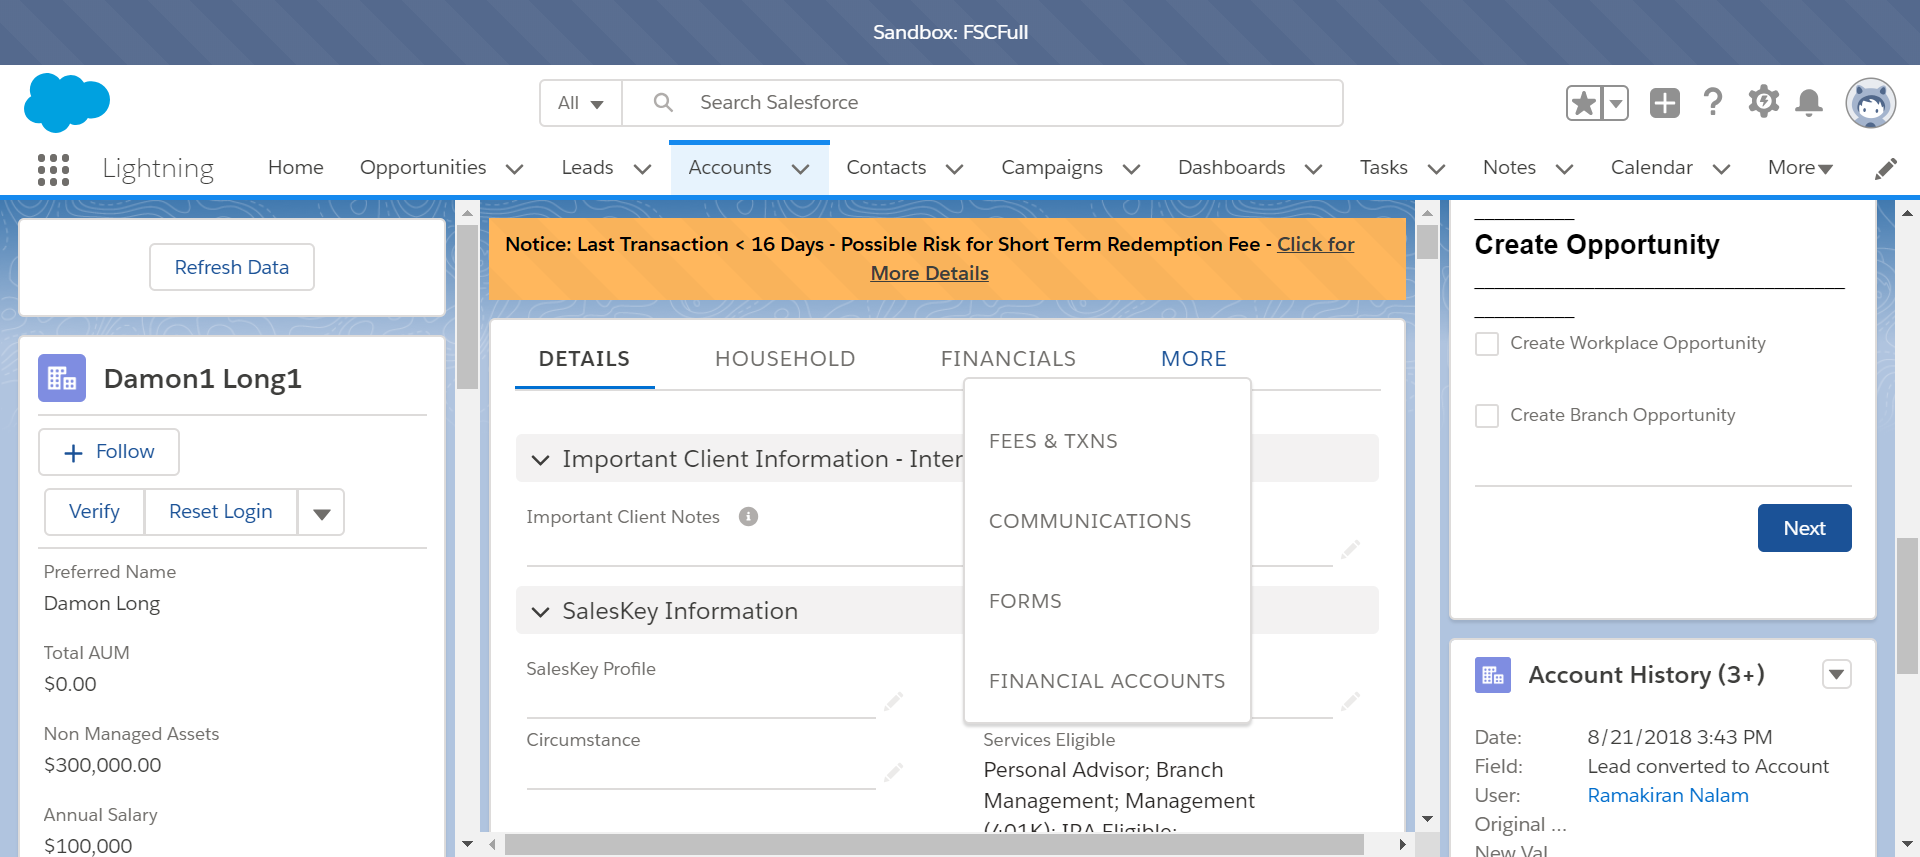 Sandbox: FSCFull
All
Search Salesforce
Lightning
Home
Opportunities
Leads
Accounts
Contacts
Campaigns
Dashboards
Tasks
Notes
Calendar
More
Refresh Data
Damon1 Long1
Follow
Verify
Reset Login
Preferred Name
Damon Long
Total AUM
$0.00
Non Managed Assets
$300,000.00
Annual Salary
$100,000
Notice: Last Transaction < 16 Days - Possible Risk for Short Term Redemption Fee - Click for
More Details
DETAILS
HOUSEHOLD
FINANCIALS
MORE
FEES & TXNS
COMMUNICATIONS
FORMS
FINANCIAL ACCOUNTS
Important Client Information - Inter
Important Client Notes
SalesKey Information
SalesKey Profile
Circumstance
Services Eligible
Personal Advisor; Branch
Management; Management
(401K); IRA Eligible;
Create Opportunity
Create Workplace Opportunity
Create Branch Opportunity
Next
Account History (3+)
Date: 8/21/2018 3:43 PM
Field: Lead converted to Account
User: Ramakiran Nalam
Original ...
New Val